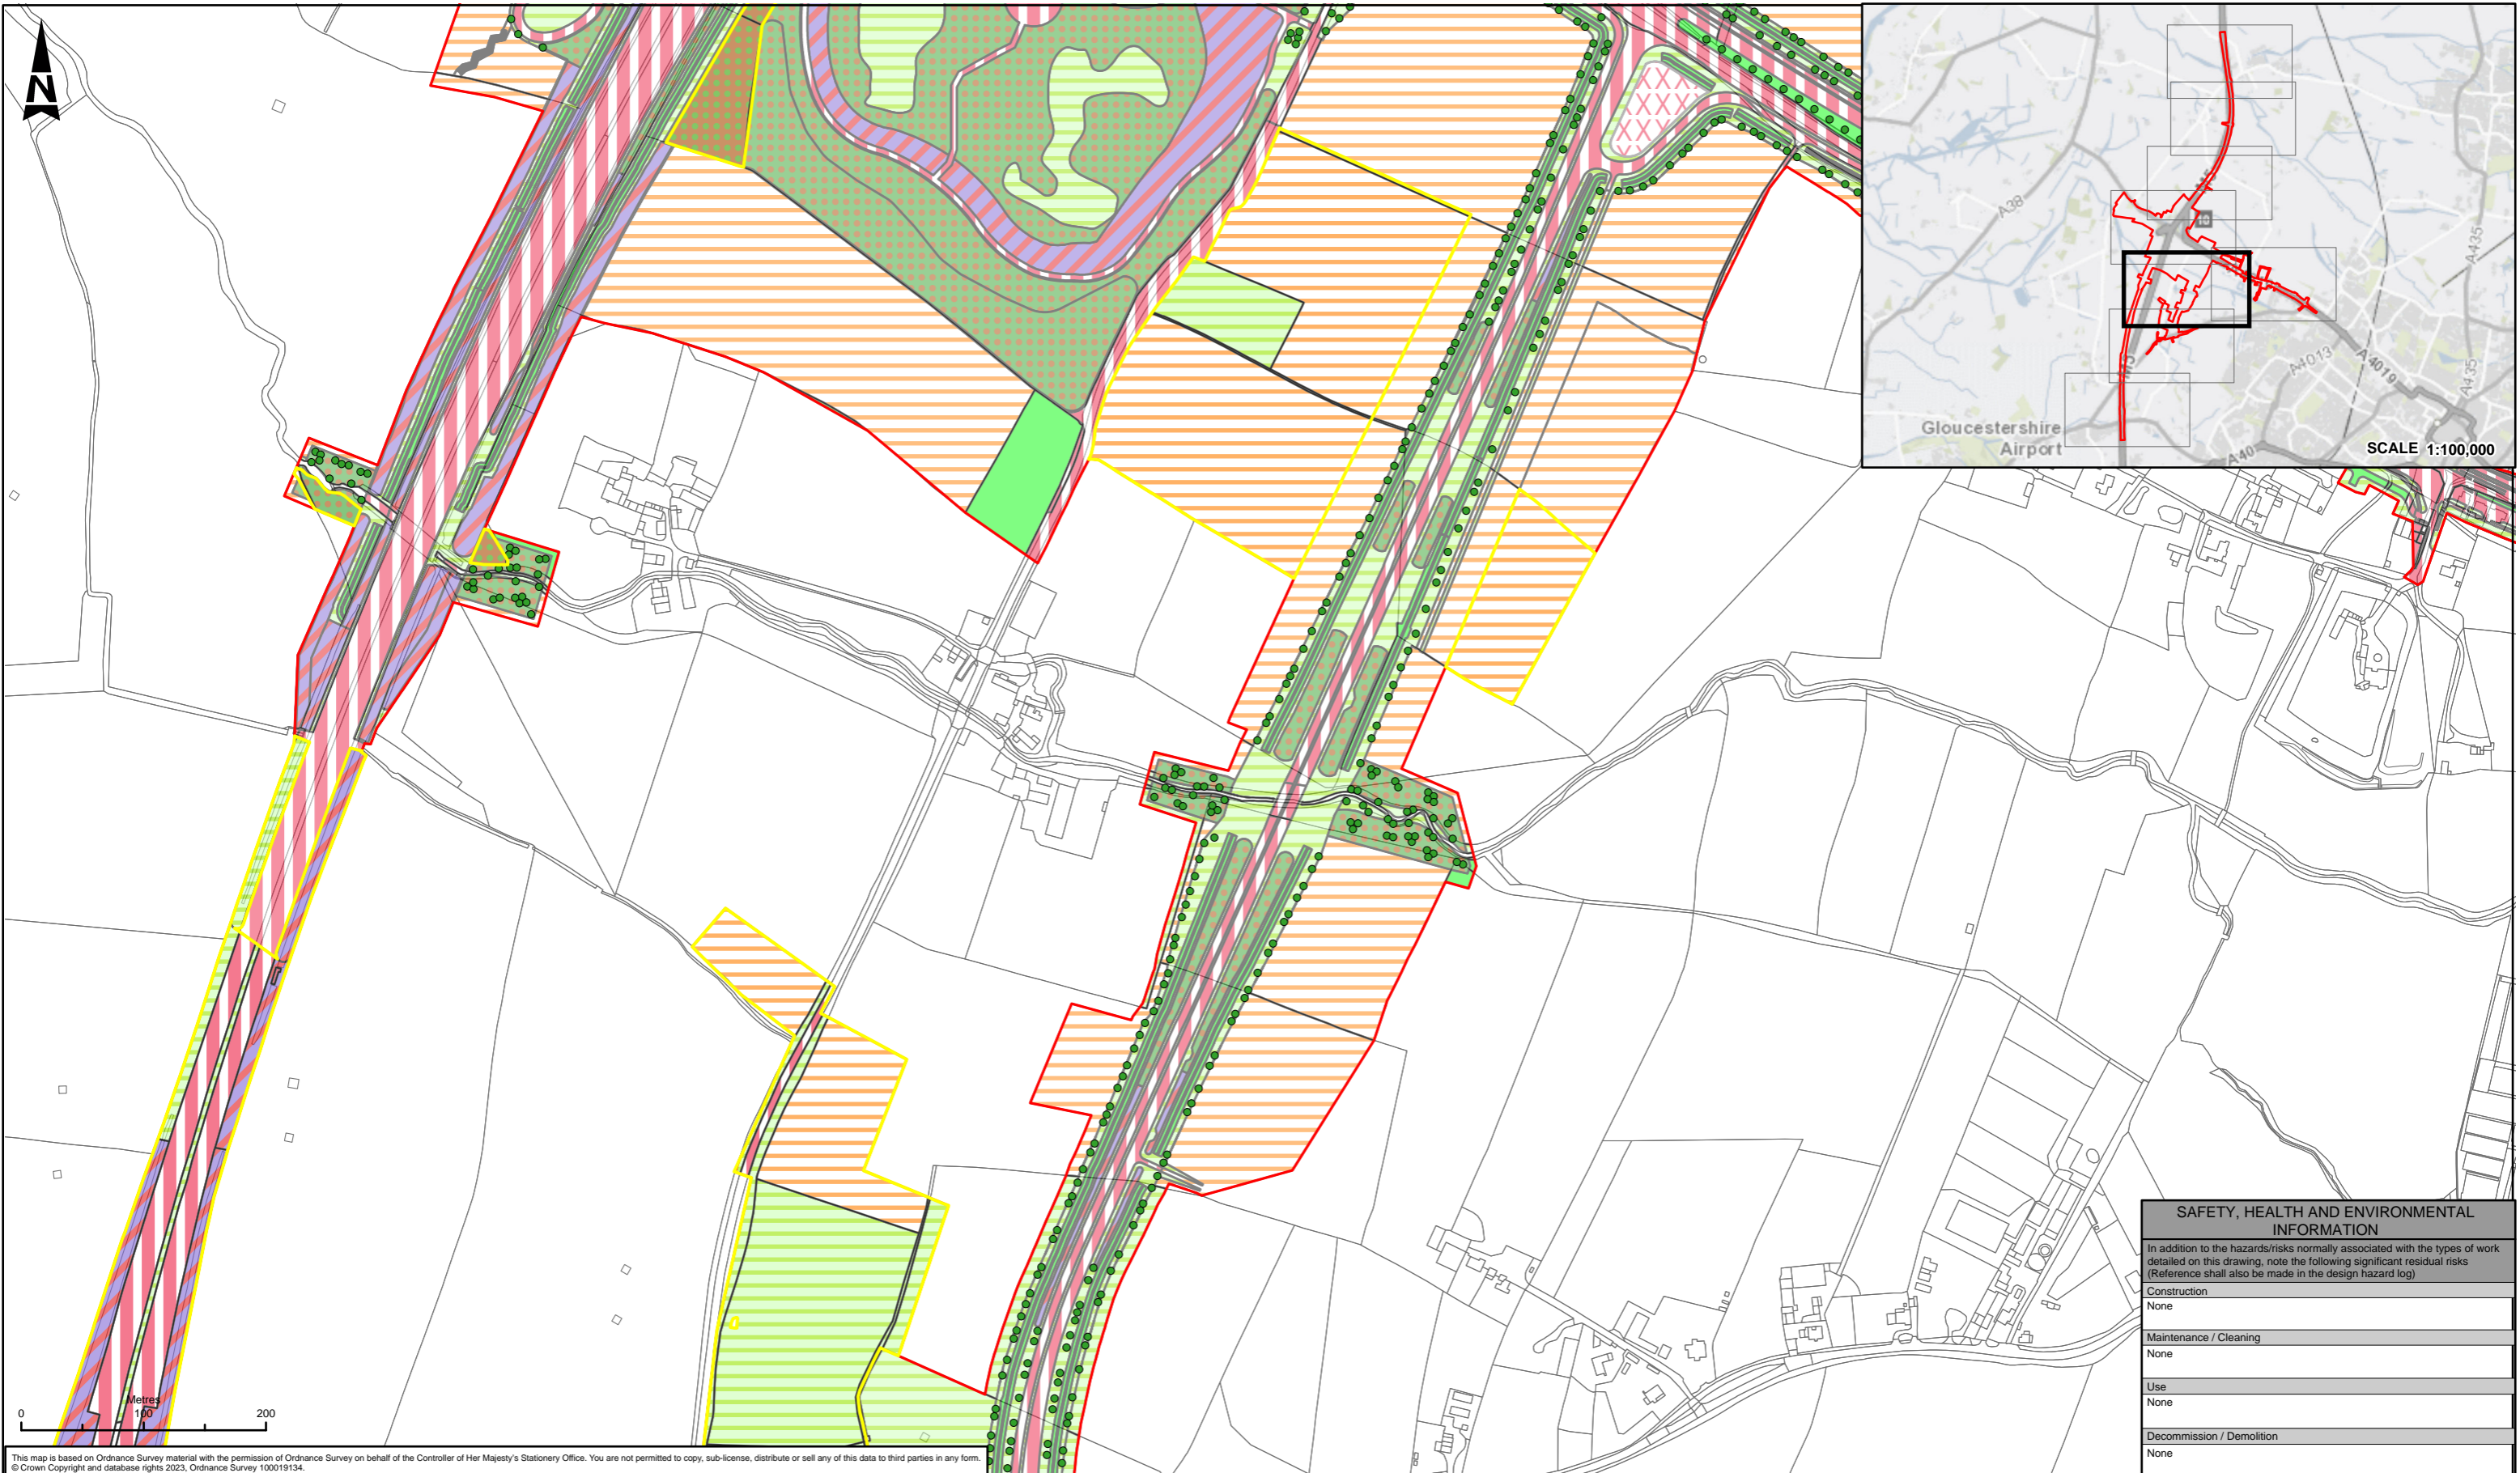 N
A38
M5
10
A435
A4013
A4019
A435
M5
Gloucestershire
Airport
A40
SCALE 1:100,000
SAFETY, HEALTH AND ENVIRONMENTAL
INFORMATION
In addition to the hazards/risks normally associated with the types of work
detailed on this drawing, note the following significant residual risks
(Reference shall also be made in the design hazard log)
Construction
None
Maintenance / Cleaning
None
Use
None
Decommission / Demolition
None
Metres
0 100 200
This map is based on Ordnance Survey material with the permission of Ordnance Survey on behalf of the Controller of Her Majesty's Stationery Office. You are not permitted to copy, sub-license, distribute or sell any of this data to third parties in any form.
© Crown Copyright and database rights 2023, Ordnance Survey 100019134.